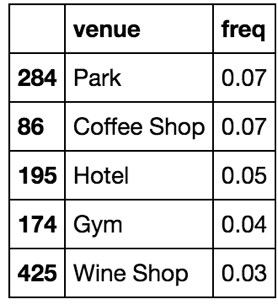 venue freq
284 Park 0.07
86 Coffee Shop 0.07
195 Hotel 0.05
174 Gym 0.04
425 Wine Shop 0.03